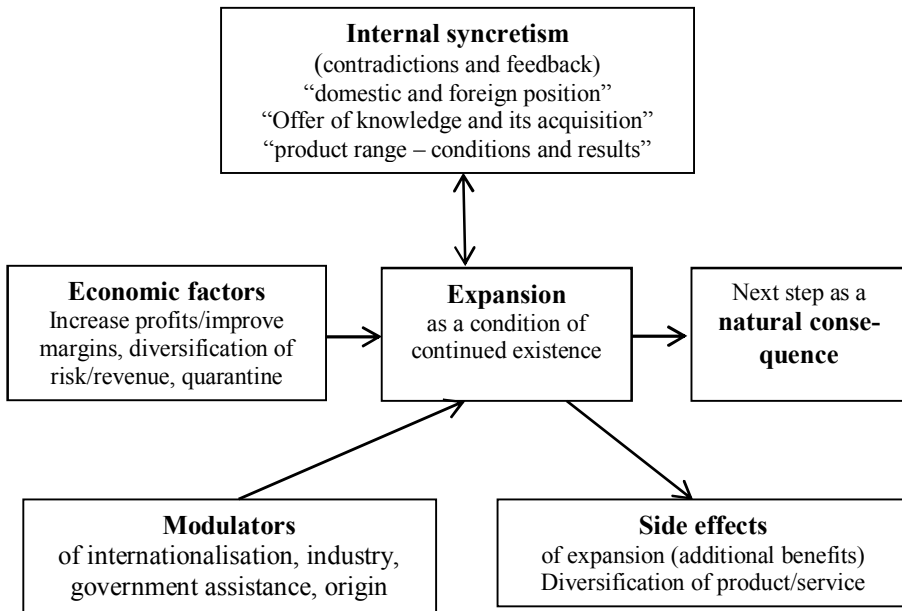 Internal syncretism
(contradictions and feedback)
“domestic and foreign position”
“Offer of knowledge and its acquisition”
“product range – conditions and results”
Economic factors
Increase profits/improve
margins, diversification of
risk/revenue, quarantine
Expansion
as a condition of
continued existence
Next step as a
natural conse-
quence
Modulators
of internationalisation, industry,
government assistance, origin
Side effects
of expansion (additional benefits)
Diversification of product/service